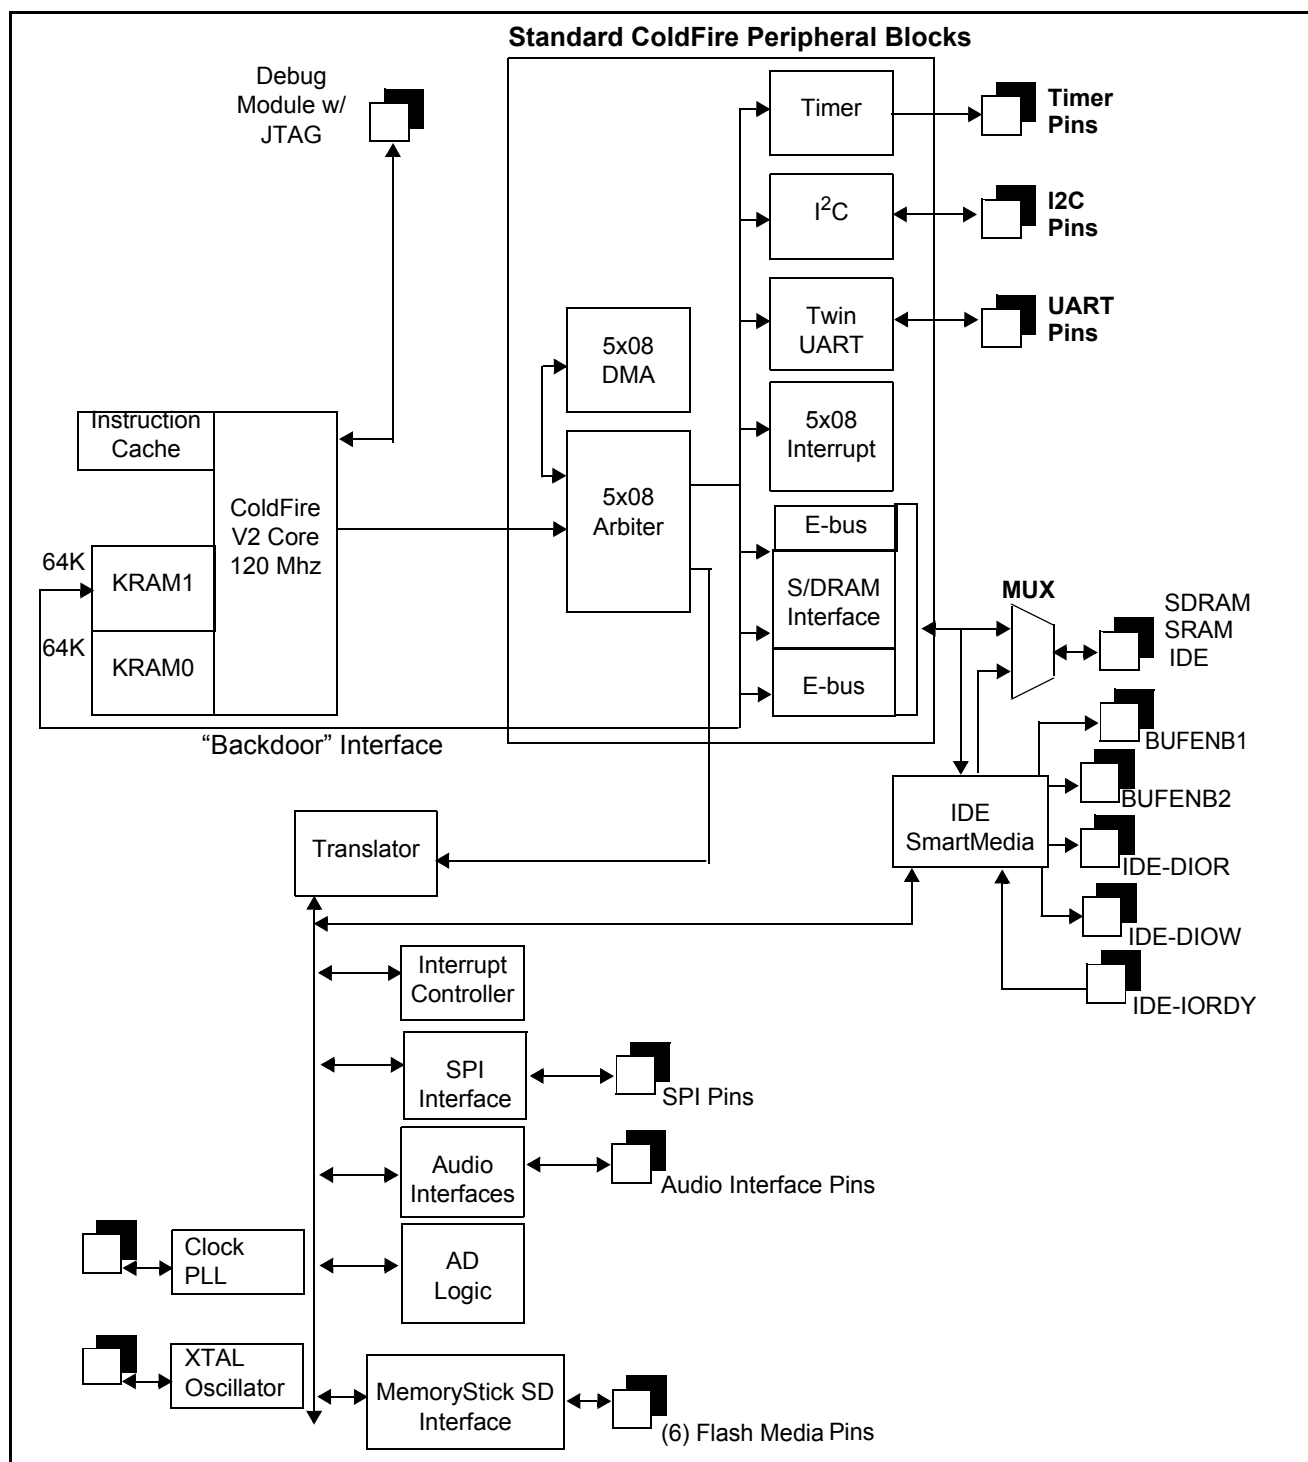 Standard ColdFire Peripheral Blocks
Debug
Module w/
JTAG
Timer
Timer
Pins
I2C
I2C
Pins
Twin
UART
UART
Pins
5x08
DMA
5x08
Interrupt
Instruction
Cache
ColdFire
V2 Core
120 Mhz
5x08
Arbiter
E-bus
S/DRAM
Interface
E-bus
64K
KRAM1
64K
KRAM0
"Backdoor" Interface
MUX
SDRAM
SRAM
IDE
BUFENB1
BUFENB2
IDE
SmartMedia
IDE-DIOR
IDE-DIOW
IDE-IORDY
Translator
Interrupt
Controller
SPI
Interface
SPI Pins
Audio
Interfaces
Audio Interface Pins
Clock
PLL
AD
Logic
XTAL
Oscillator
MemoryStick SD
Interface
(6) Flash Media Pins